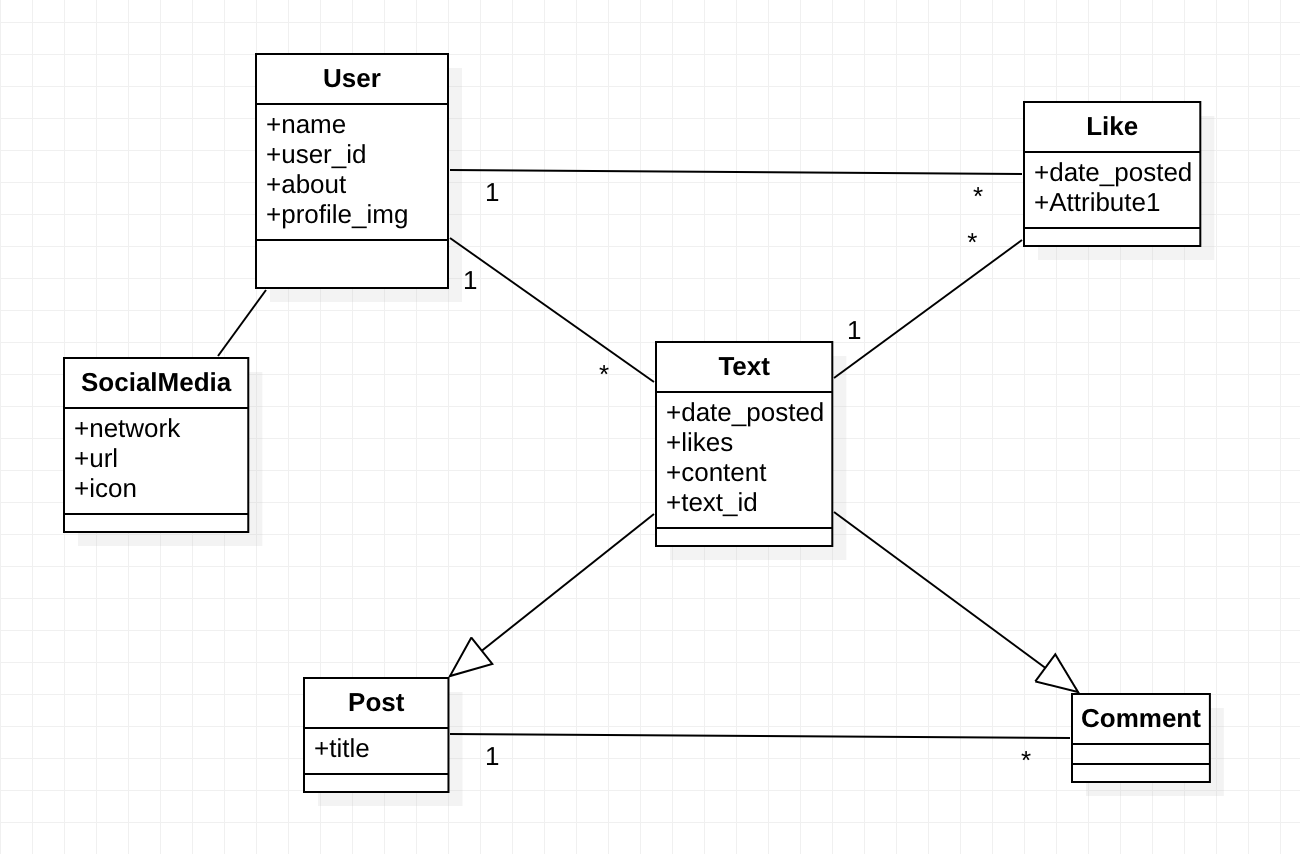 User
+name
+user_id
+about
+profile_img
Like
+date_posted
+Attribute1
1
*
*
1
1
*
SocialMedia
+network
+url
+icon
Text
+date_posted
+likes
+content
+text_id
Post
+title
1
*
Comment